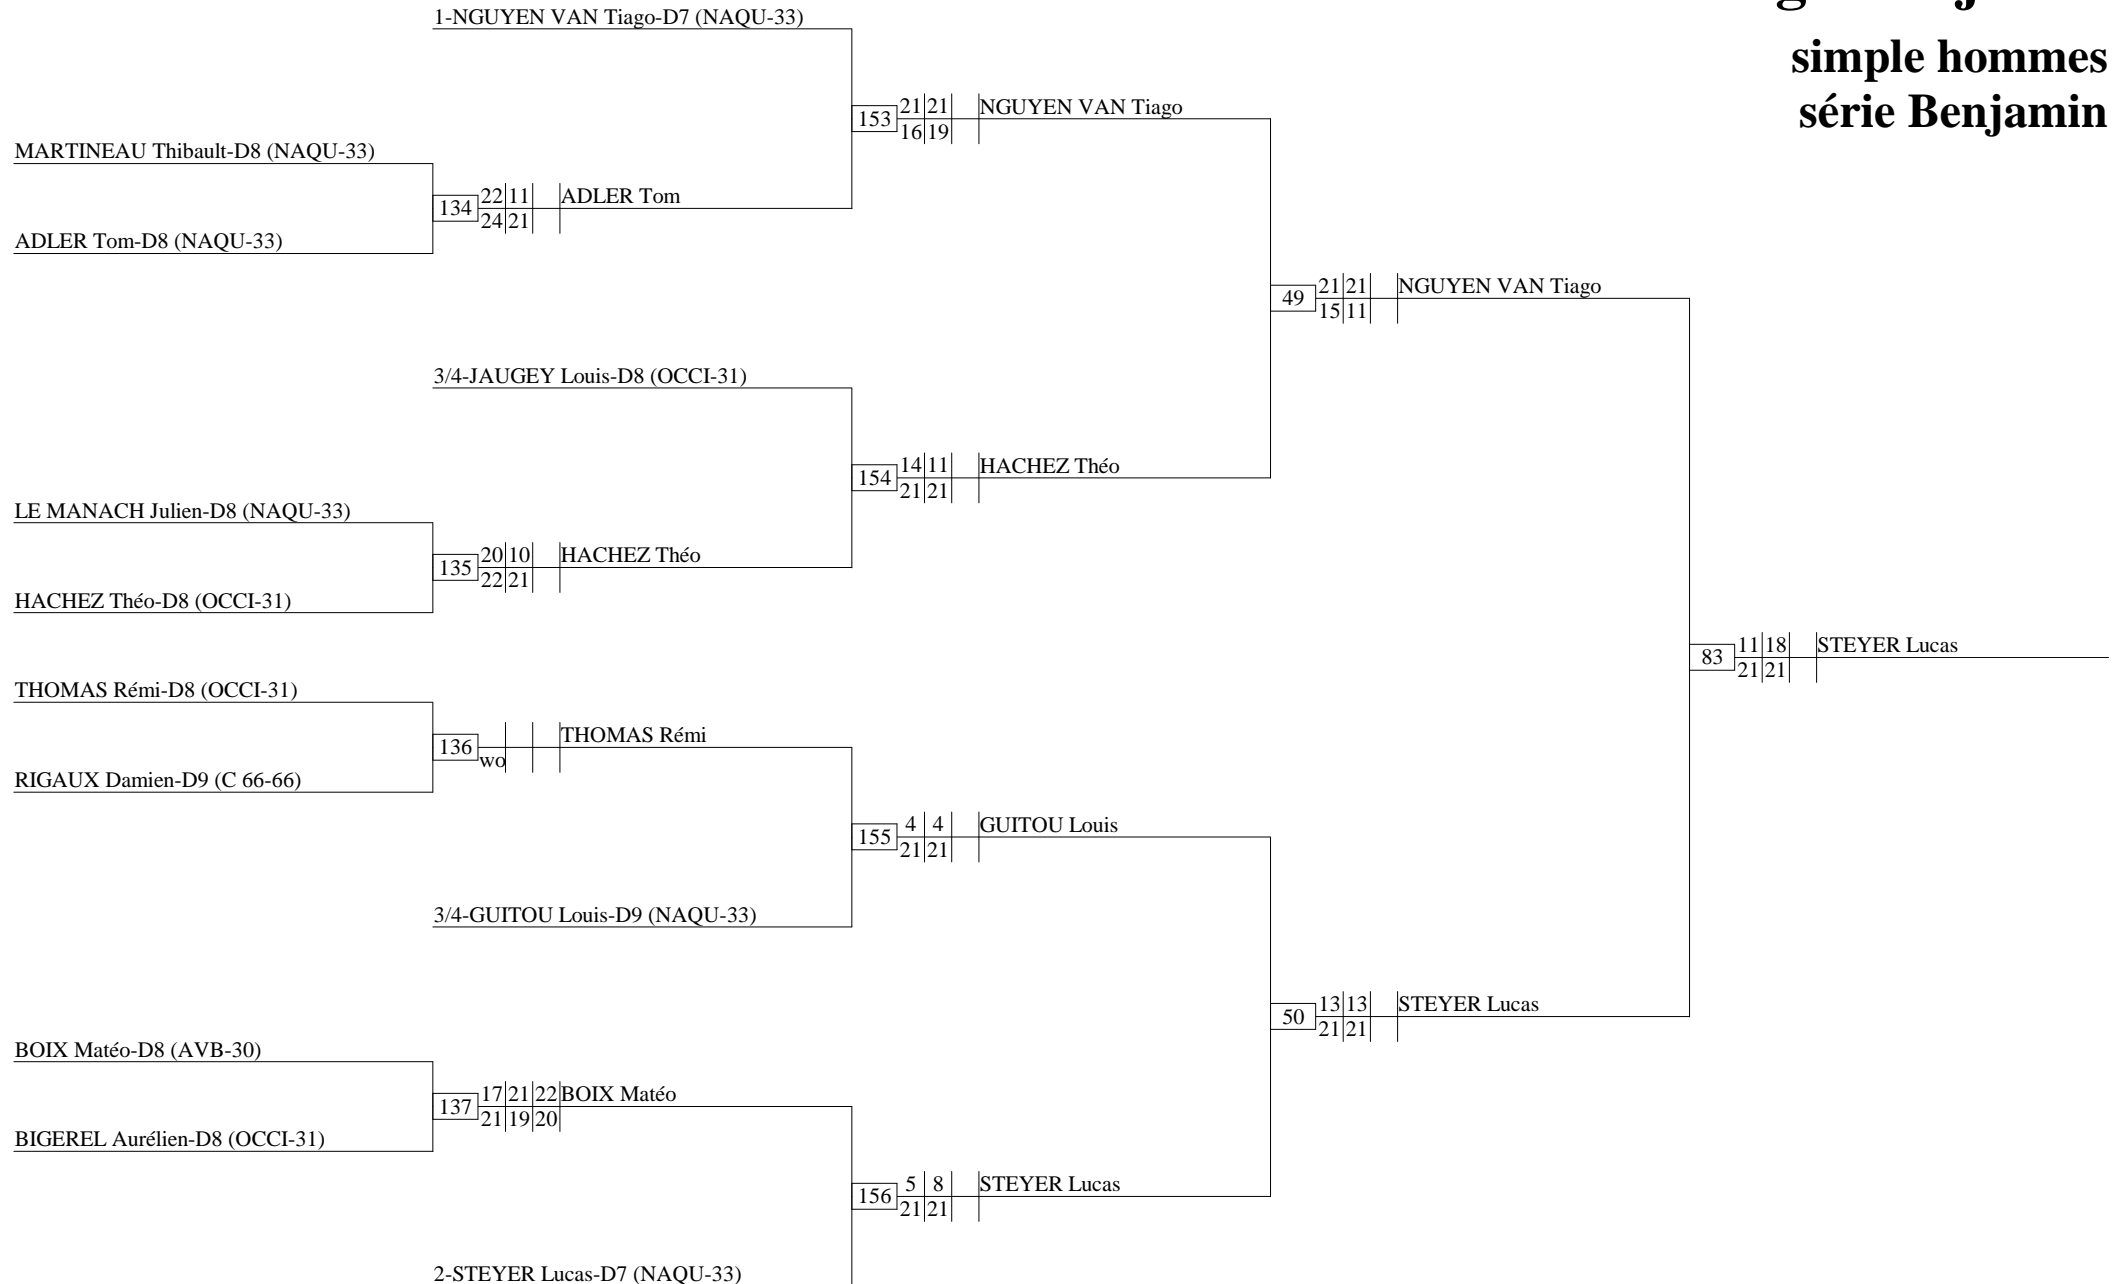 1-NGUYEN VAN Tiago-D7 (NAQU-33)
simple hommes
série Benjamin
153 21 21 NGUYEN VAN Tiago
16 19
MARTINEAU Thibault-D8 (NAQU-33)
134 22 11 ADLER Tom
24 21
ADLER Tom-D8 (NAQU-33)
49 21 21 NGUYEN VAN Tiago
15 11
3/4-JAUGEY Louis-D8 (OCCI-31)
154 14 11 HACHEZ Théo
21 21
LE MANACH Julien-D8 (NAQU-33)
135 20 10 HACHEZ Théo
22 21
HACHEZ Théo-D8 (OCCI-31)
83 11 18 STEYER Lucas
21 21
THOMAS Rémi-D8 (OCCI-31)
136 THOMAS Rémi
wo
RIGAUX Damien-D9 (C 66-66)
155 4 4 GUITOU Louis
21 21
3/4-GUITOU Louis-D9 (NAQU-33)
50 13 13 STEYER Lucas
21 21
BOIX Matéo-D8 (AVB-30)
137 17 21 22 BOIX Matéo
21 19 20
BIGEREL Aurélien-D8 (OCCI-31)
156 5 8 STEYER Lucas
21 21
2-STEYER Lucas-D7 (NAQU-33)